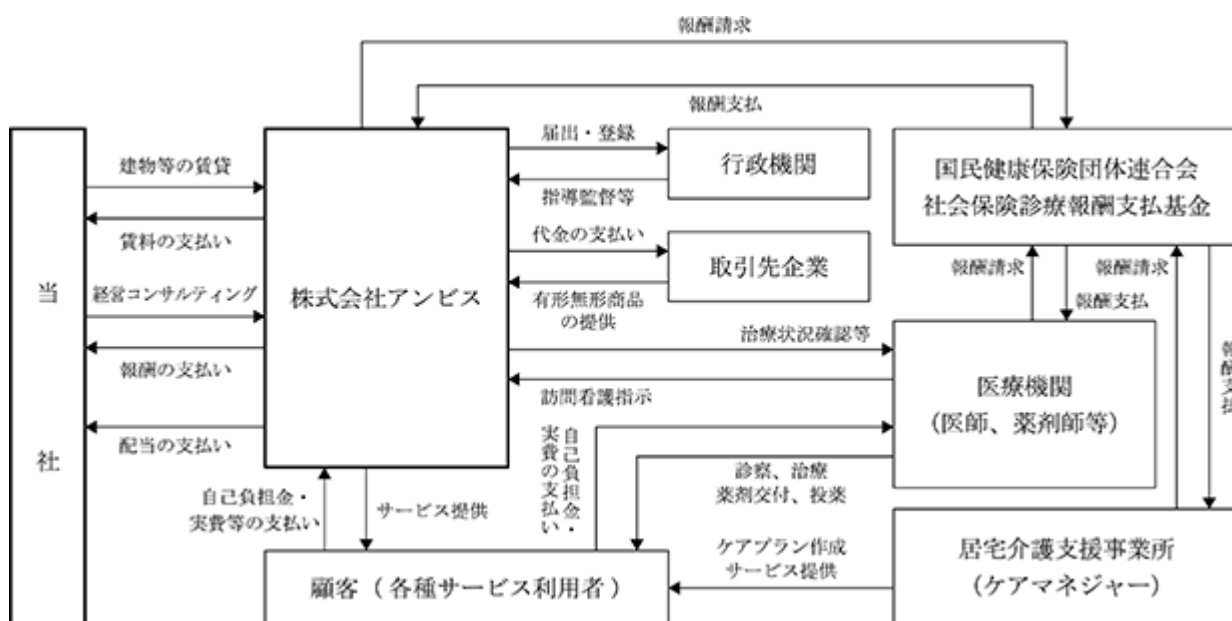 報酬請求
報酬支払
当社
建物等の賃貸
賃料の支払い
経営コンサルティング
報酬の支払い
配当の支払い
株式会社アンビス
届出・登録
指導監督等
行政機関
代金の支払い
有形無形商品
の提供
取引先企業
国民健康保険団体連合会
社会保険診療報酬支払基金
報酬請求
報酬支払
報酬請求
報酬支払
治療状況確認等
訪問看護指示
医療機関
(医師、薬剤師等)
自己負担金・
実費の支払い
診察、治療
薬剤交付、投薬
自己負担金・
実費等の支払い
サービス提供
ケアプラン作成
サービス提供
顧客(各種サービス利用者)
居宅介護支援事業所
(ケアマネジャー)